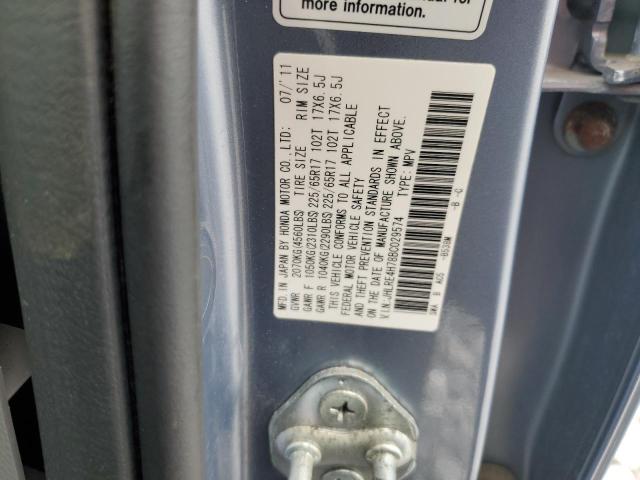 more information.
MFD. IN JAPAN BY HONDA MOTOR CO., LTD: 07/'11
GVWR 2070KG(4560LBS) TIRE SIZE RIM SIZE
GAWR F 1050KG(2310LBS) 225/65R17 102T 17X6.5J
GAWR R 1040KG(2290LBS) 225/65R17 102T 17X6.5J
THIS VEHICLE CONFORMS TO ALL APPLICABLE
FEDERAL MOTOR VEHICLE SAFETY
AND THEFT PREVENTION STANDARDS IN EFFECT
ON THE DATE OF MANUFACTURE SHOWN ABOVE.
V.I.N:JHLRE4H78BC029574 TYPE: MPV